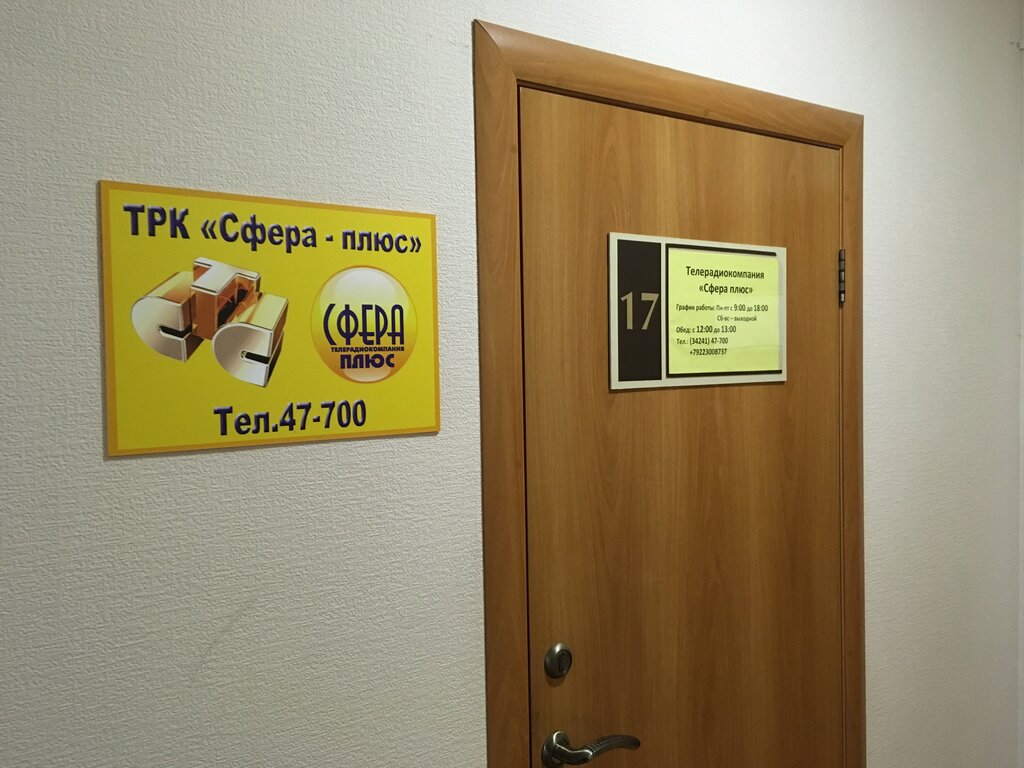 ТРК «Сфера - плюс»
СТС
СФЕРА
ТЕЛЕРАДИОКОМПАНИЯ
ПЛЮС
Тел.47-700
17
Телерадиокомпания
«Сфера плюс»
График работы: Пн-пт с 9:00 до 18:00
Сб-вс – выходной
Обед: с 12:00 до 13:00
Тел.: (34241) 47-700
+79223008737